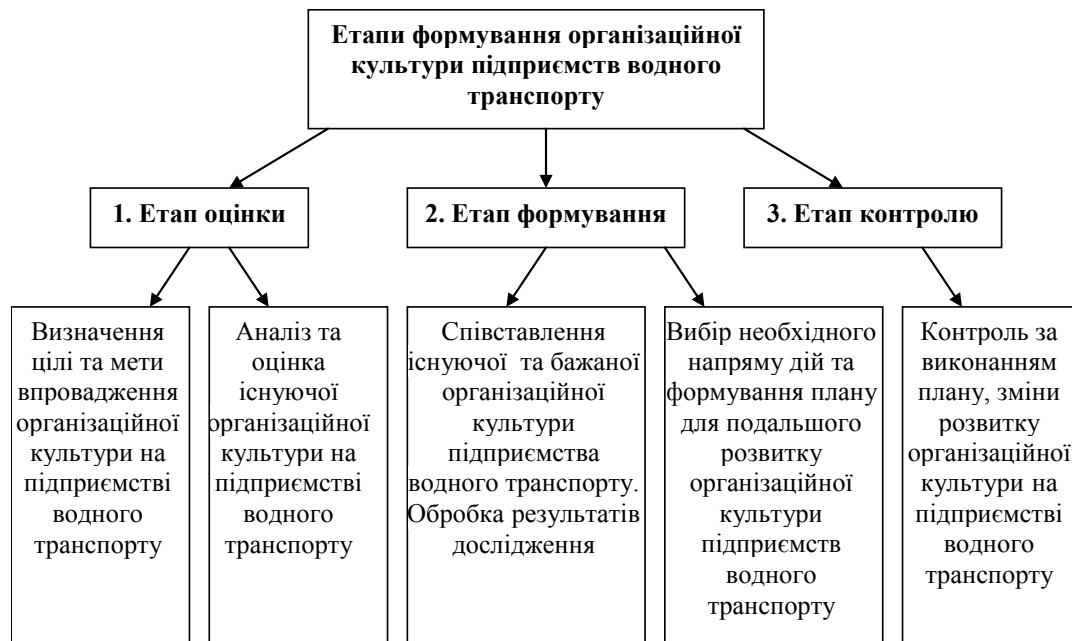 Етапи формування організаційної
культури підприємств водного
транспорту
1. Етап оцінки
2. Етап формування
3. Етап контролю
Визначення
цілі та мети
впровадження
організаційної
культури на
підприємстві
водного
транспорту
Аналіз та
оцінка
існуючої
організаційної
культури на
підприємстві
водного
транспорту
Співставлення
існуючої та бажаної
організаційної
культури
підприємства
водного транспорту.
Обробка результатів
дослідження
Вибір необхідного
напряму дій та
формування плану
для подальшого
розвитку
організаційної
культури
підприємств
водного
транспорту
Контроль за
виконанням
плану, зміни
розвитку
організаційної
культури на
підприємстві
водного
транспорту